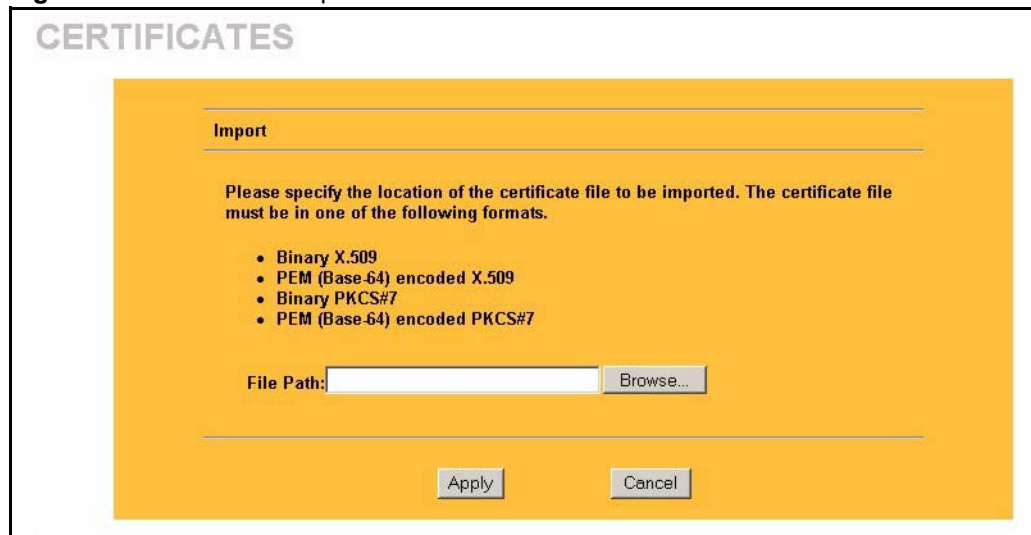 CERTIFICATES
Import
Please specify the location of the certificate file to be imported. The certificate file
must be in one of the following formats.
• Binary X.509
• PEM (Base-64) encoded X.509
• Binary PKCS#7
• PEM (Base-64) encoded PKCS#7
File Path: Browse...
Apply Cancel